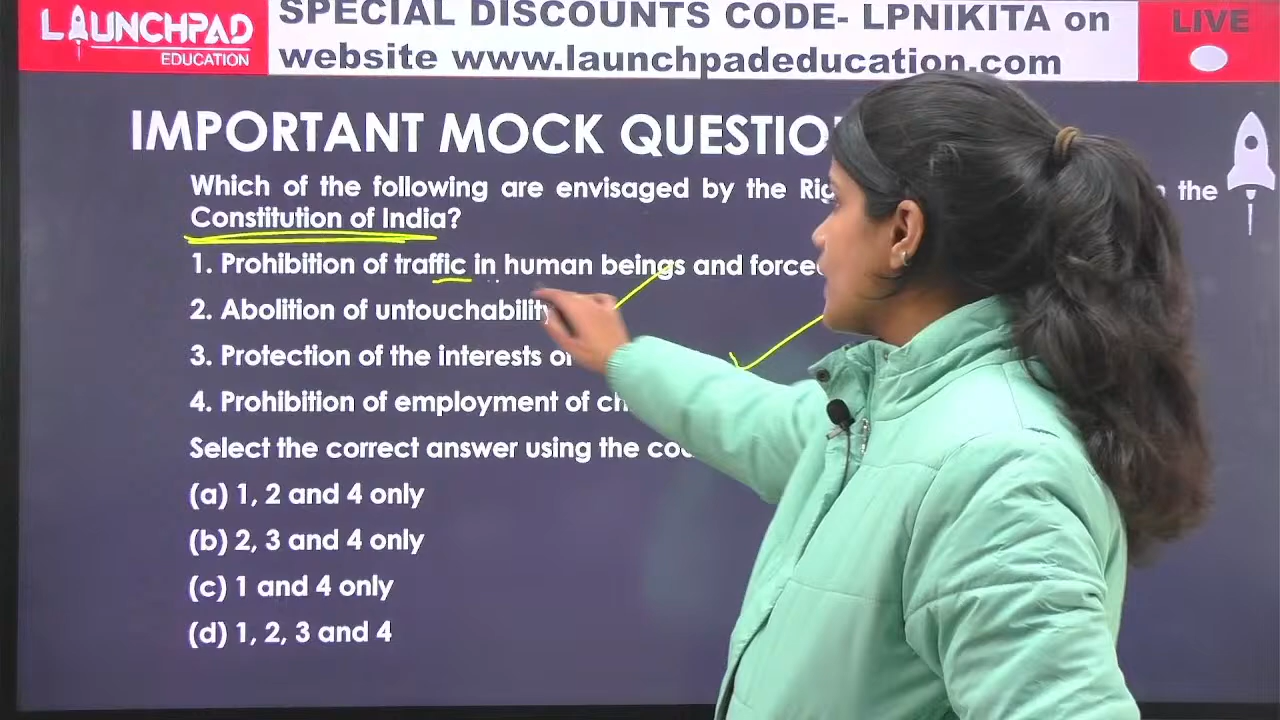 LAUNCHPAD
EDUCATION
SPECIAL DISCOUNTS CODE- LPNIKITA on
website www.launchpadeducation.com
LIVE
IMPORTANT MOCK QUESTIO
Which of the following are envisaged by the Rig the
Constitution of India?
1. Prohibition of traffic in human beings and force
2. Abolition of untouchability
3. Protection of the interests of
4. Prohibition of employment of ch
Select the correct answer using the co
(a) 1, 2 and 4 only
(b) 2, 3 and 4 only
(c) 1 and 4 only
(d) 1, 2, 3 and 4